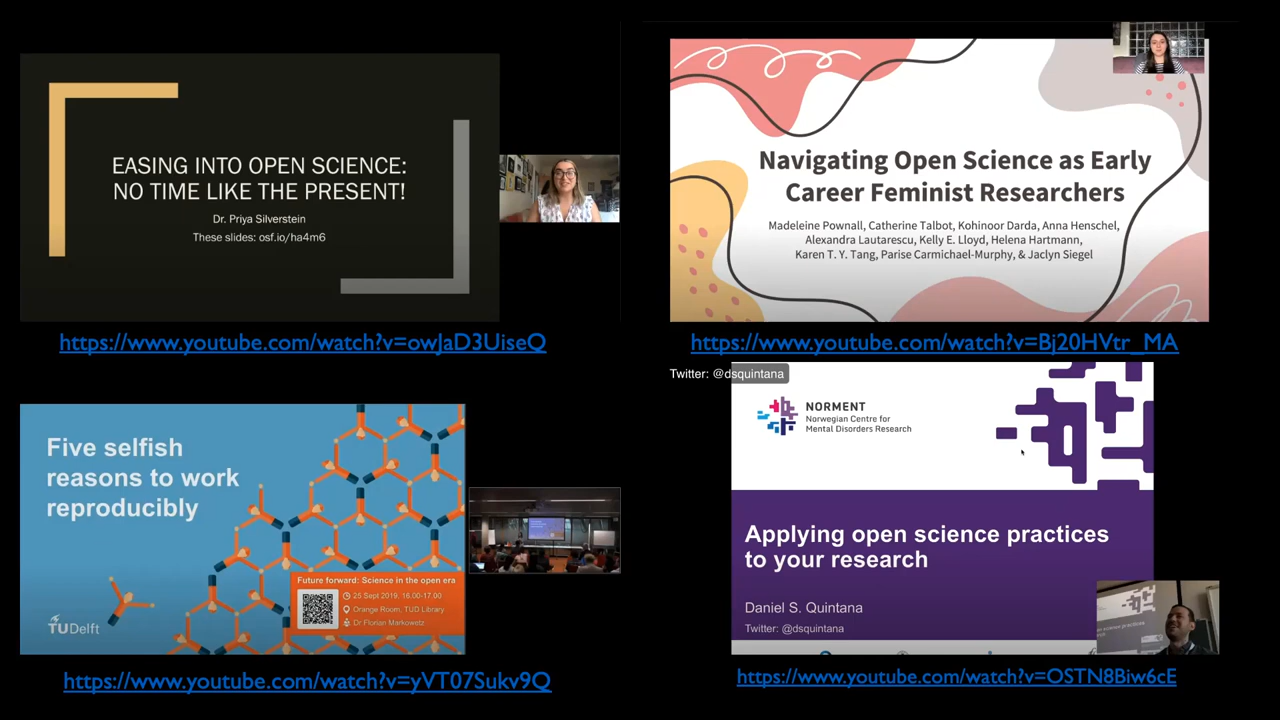 EASING INTO OPEN SCIENCE:
NO TIME LIKE THE PRESENT!
Dr. Priya Silverstein
These slides: osf.io/ha4m6
https://www.youtube.com/watch?v=owJaD3UiseQ
Navigating Open Science as Early
Career Feminist Researchers
Madeleine Pownall, Catherine Talbot, Kohinoor Darda, Anna Henschel,
Alexandra Lautarescu, Kelly E. Lloyd, Helena Hartmann,
Karen T. Y. Tang, Parise Carmichael-Murphy, & Jaclyn Siegel
https://www.youtube.com/watch?v=Bj20HVtr_MA
Five selfish
reasons to work
reproducibly
Future forward: Science in the open era
25 Sept 2019, 16.00-17.00
Orange Room, TUD Library
Dr Florian Markowetz
TUDelft
https://www.youtube.com/watch?v=yVT07Sukv9Q
Twitter: @dsquintana
NORMENT
Norwegian Centre for
Mental Disorders Research
Applying open science practices
to your research
Daniel S. Quintana
Twitter: @dsquintana
https://www.youtube.com/watch?v=OSTN8Biw6cE